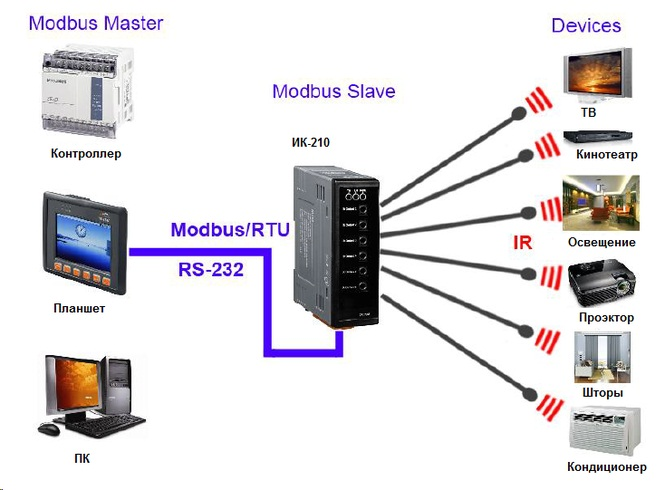 Modbus Master
Devices
Modbus Slave
ТВ
Контроллер
ИК-210
Кинотеатр
Modbus/RTU
RS-232
IR
Освещение
Планшет
Проэктор
Шторы
ПК
Кондиционер